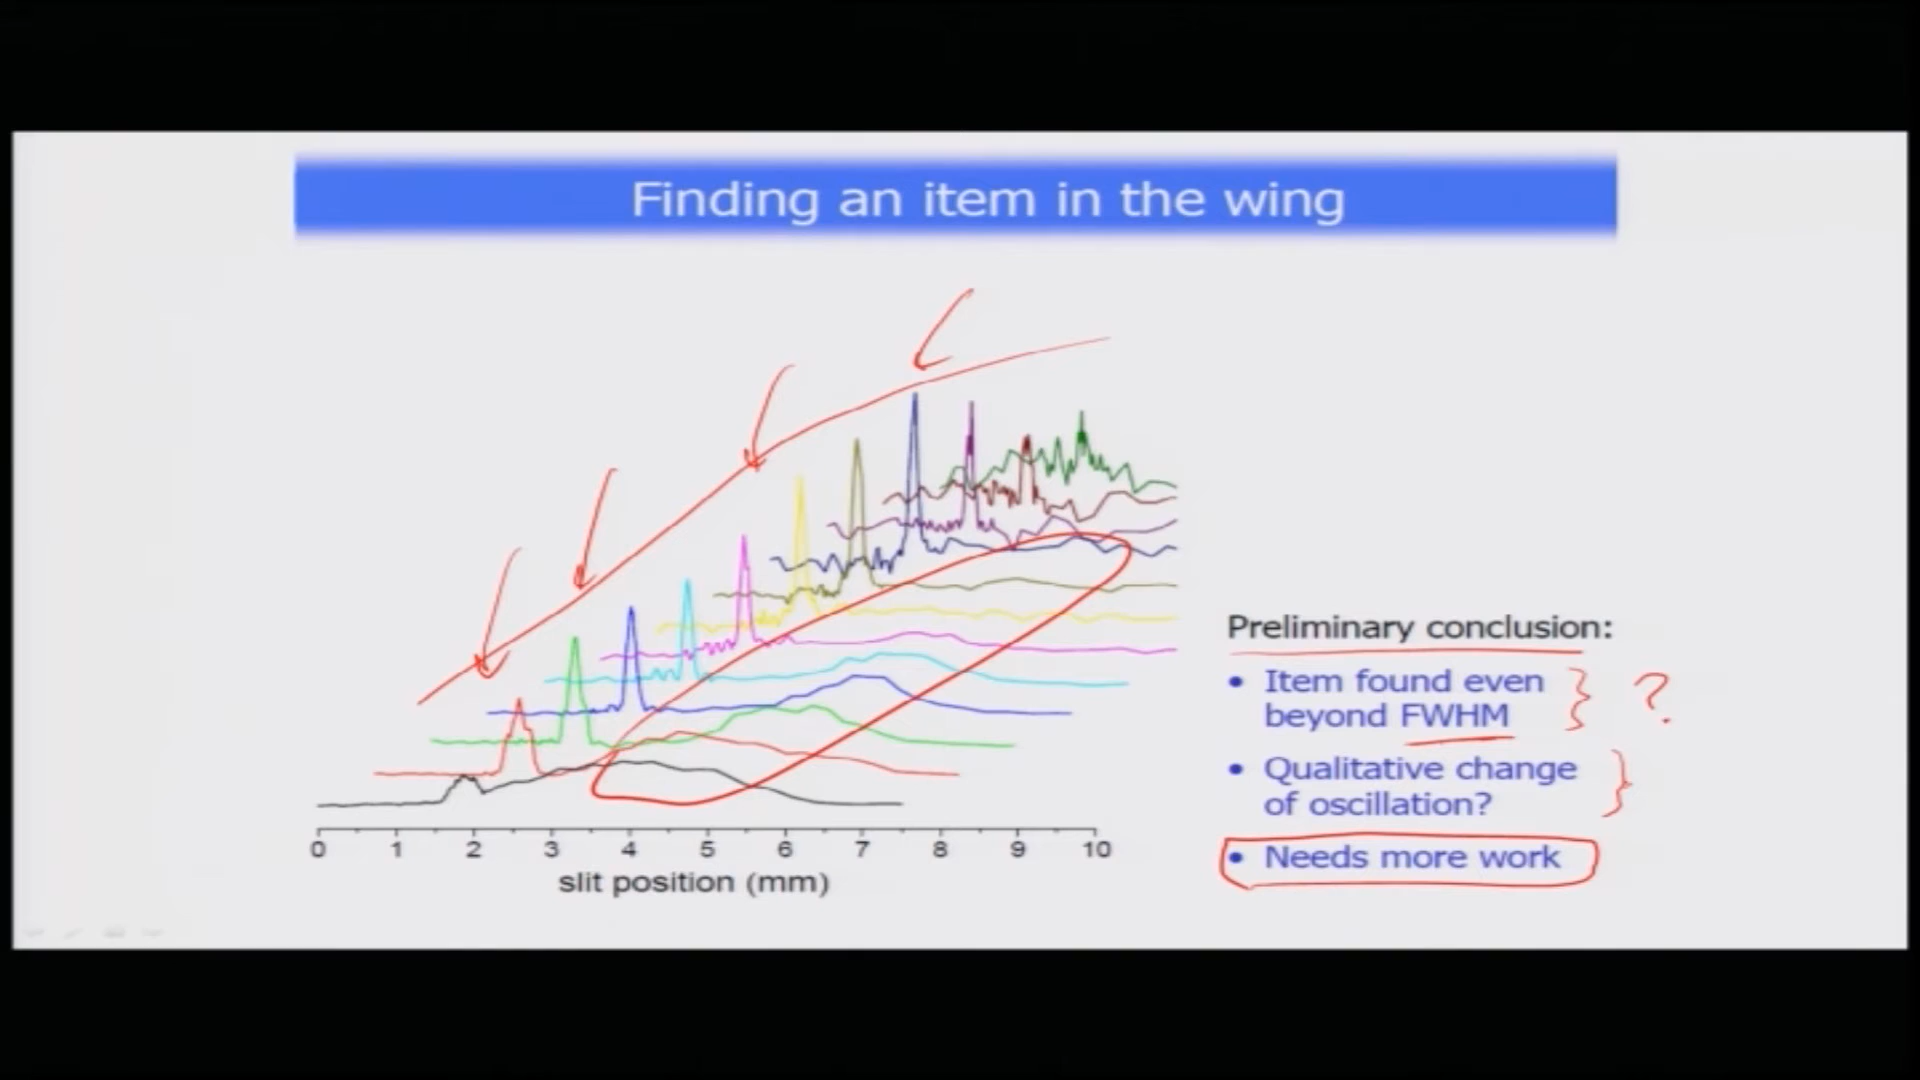 Finding an item in the wing
Preliminary conclusion:
• Item found even
beyond FWHM
?
• Qualitative change
of oscillation?
• Needs more work
0 1 2 3 4 5 6 7 8 9 10
slit position (mm)